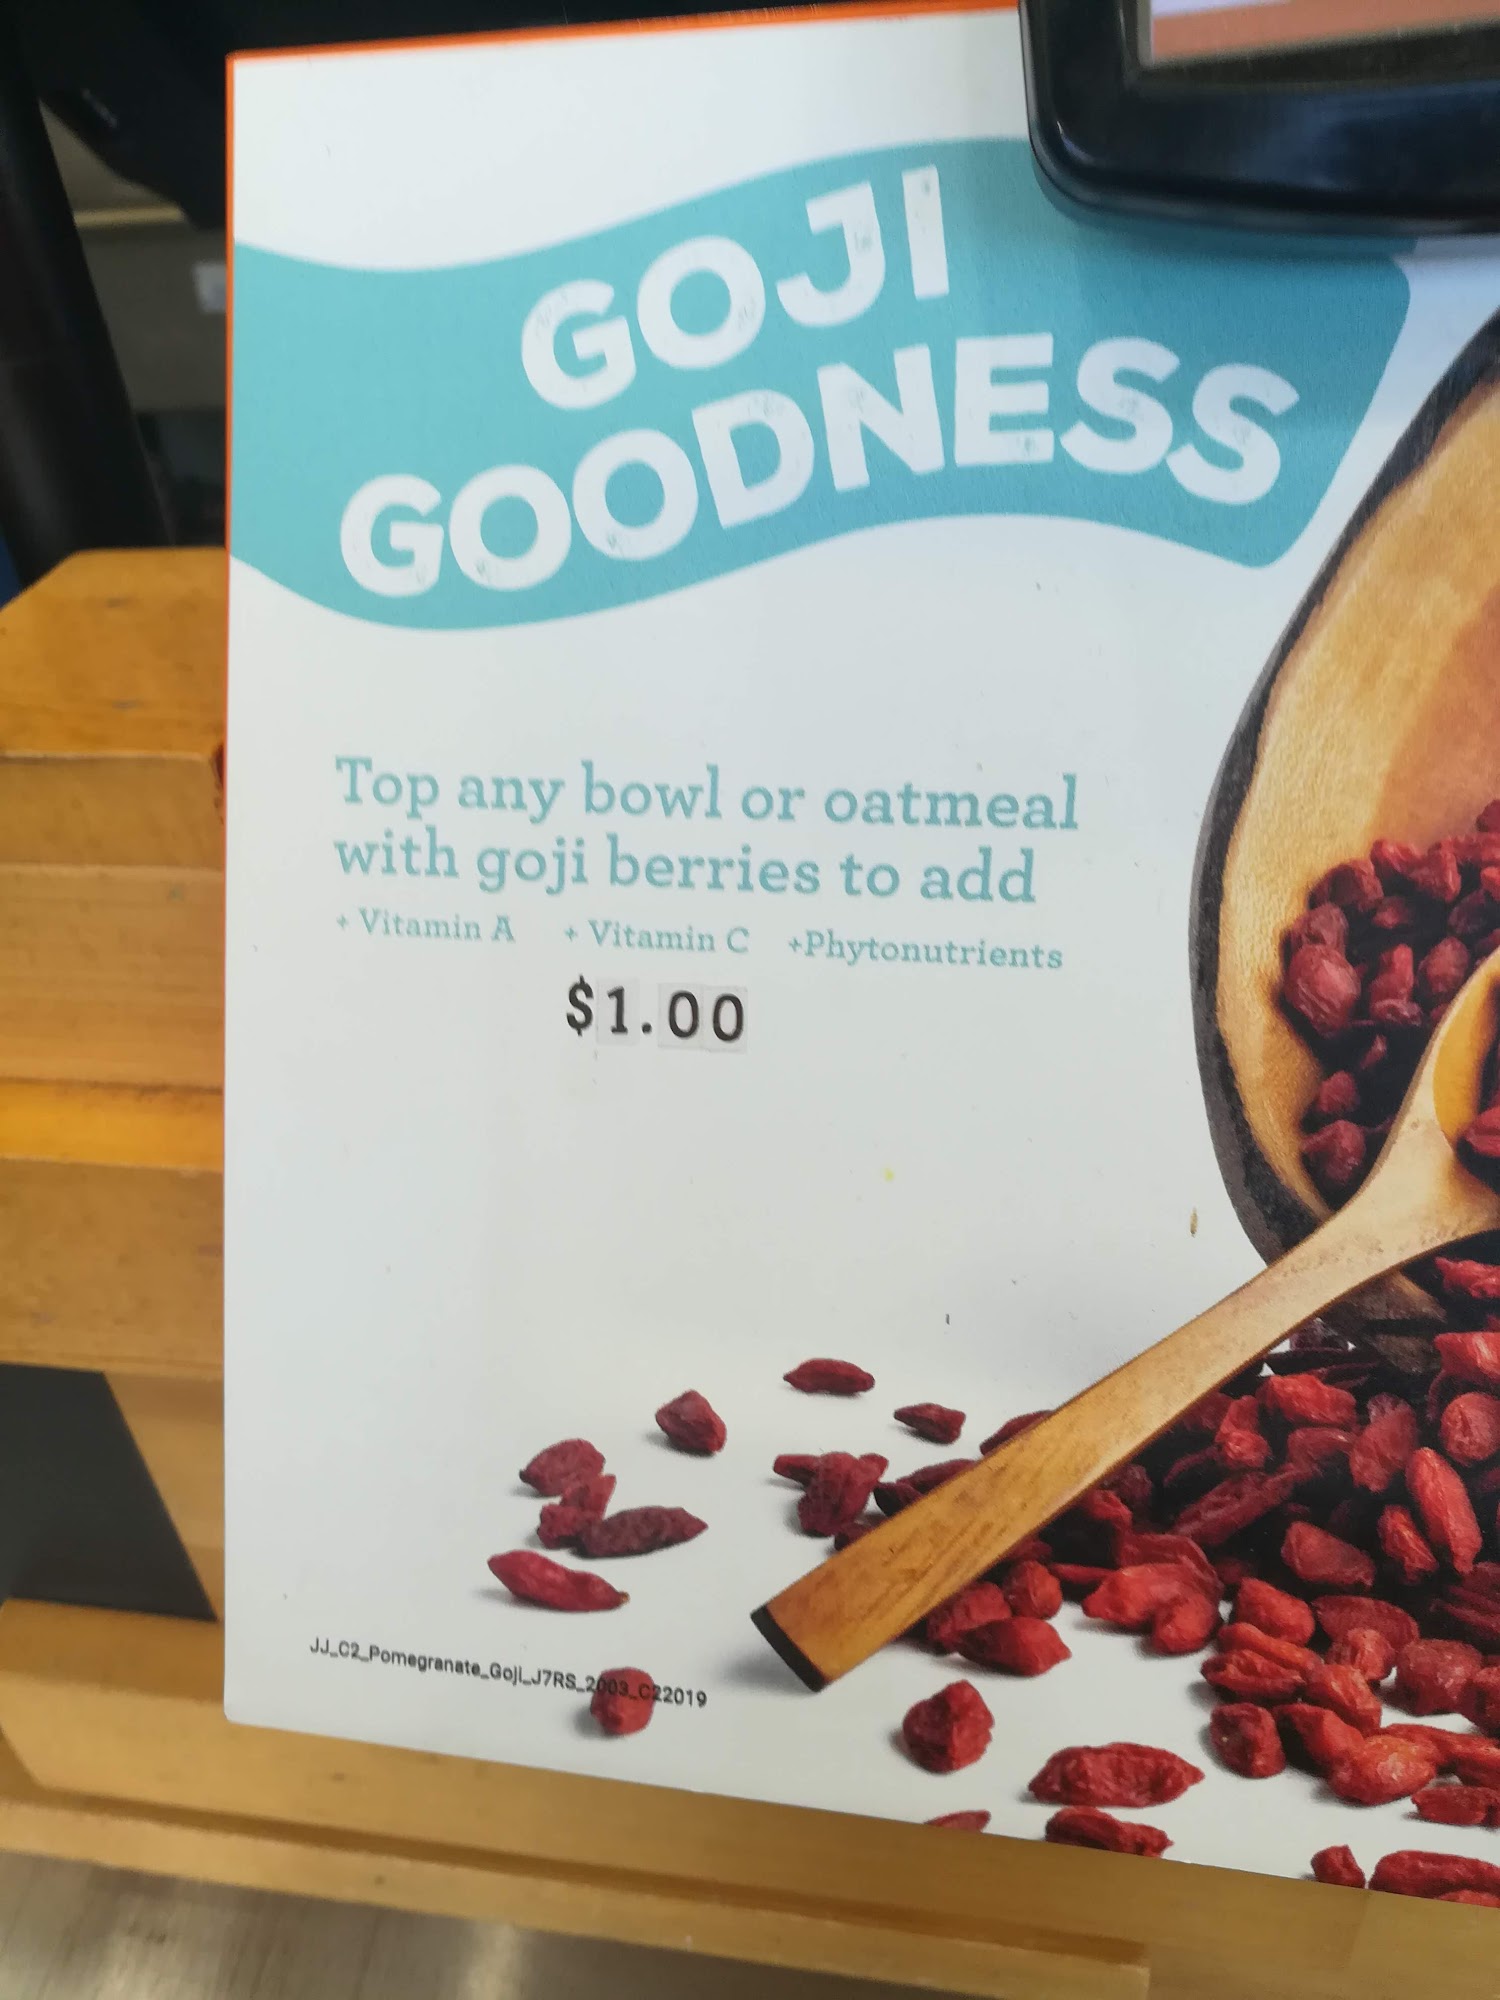 GOJI
GOODNESS
Top any bowl or oatmeal
with goji berries to add
+ Vitamin A + Vitamin C +Phytonutrients
$1.00
JJ_C2_Pomegranate_Goji_J7RS_2003_C22019